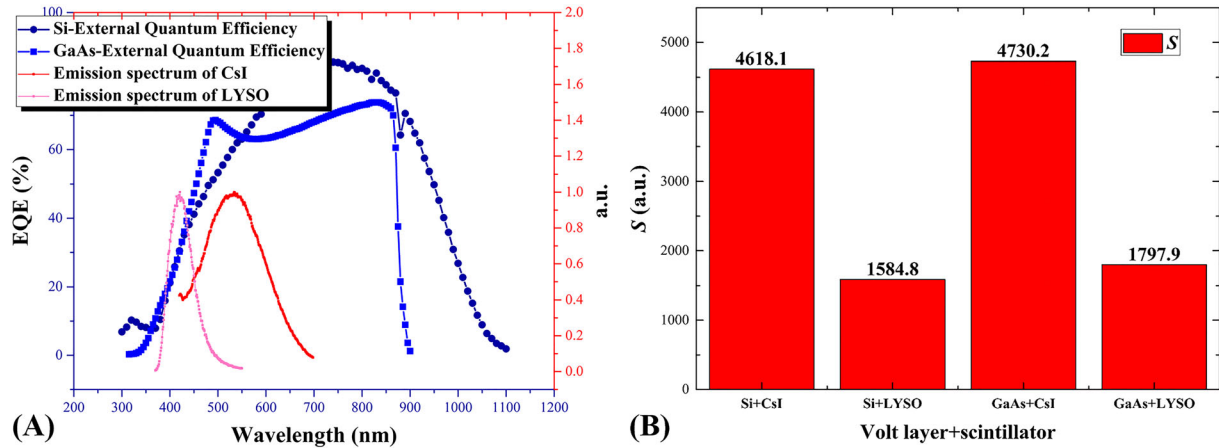 Si-External Quantum Efficiency
GaAs-External Quantum Efficiency
Emission spectrum of CsI
Emission spectrum of LYSO
EQE (%)
100
60
40
20
0
2.0
1.8
1.6
1.4
1.2
1.0
0.8
0.6
0.4
0.2
0.0
a.u.
200 300 400 500 600 700 800 900 1000 1100 1200
Wavelength (nm)
(A)
S
S (a.u.)
5000
4000
3000
2000
1000
0
4618.1
1584.8
4730.2
1797.9
Si+CsI Si+LYSO GaAs+CsI GaAs+LYSO
Volt layer+scintillator
(B)